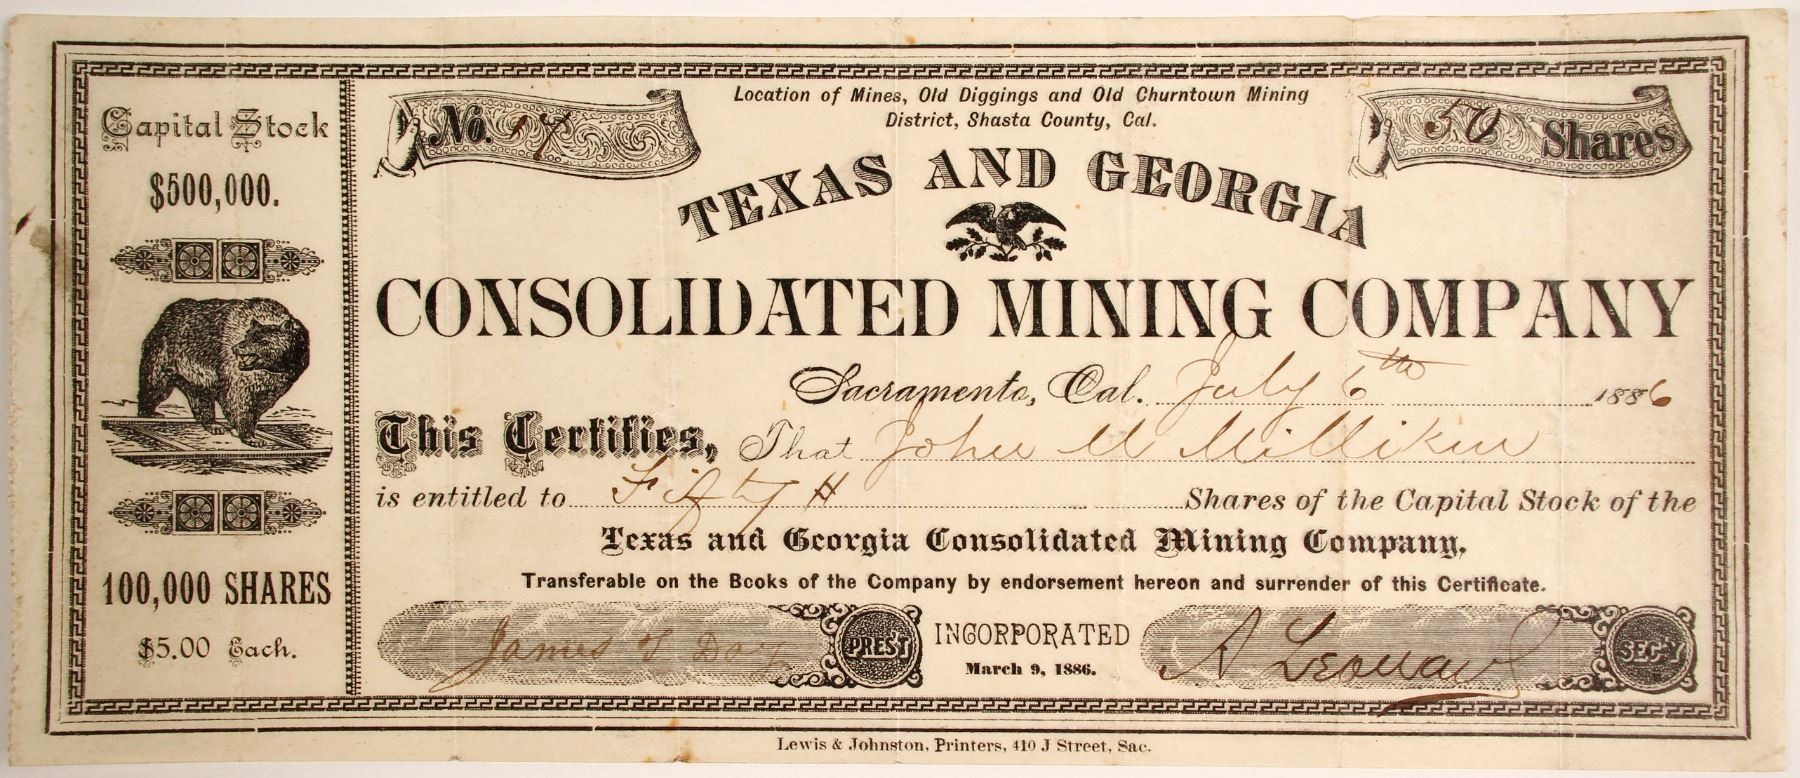 Capital Stock
$500,000.
100,000 SHARES
$5.00 Each.
No. 17
Location of Mines, Old Diggings and Old Churntown Mining
District, Shasta County, Cal.
50 Shares
TEXAS AND GEORGIA
CONSOLIDATED MINING COMPANY
Sacramento, Cal. July 6th 1886
This Certifies, That John M Milliken
is entitled to Fifty Shares of the Capital Stock of the
Texas and Georgia Consolidated Mining Company,
Transferable on the Books of the Company by endorsement hereon and surrender of this Certificate.
James T Day PREST
INCORPORATED
March 9, 1886.
A Leonard SEC'Y
Lewis & Johnston, Printers, 410 J Street, Sac.